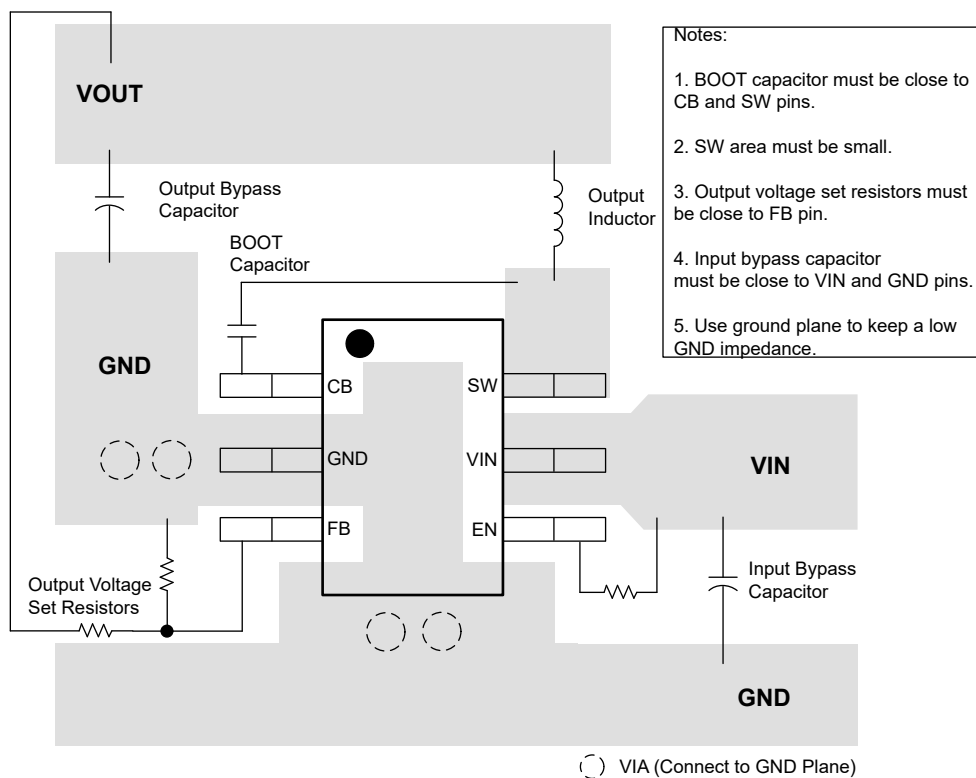 VOUT
Output Bypass
Capacitor
Output
Inductor
BOOT
Capacitor
GND
CB
SW
GND
VIN
FB
EN
VIN
Output Voltage
Set Resistors
Input Bypass
Capacitor
GND
VIA (Connect to GND Plane)
Notes:
1. BOOT capacitor must be close to
CB and SW pins.
2. SW area must be small.
3. Output voltage set resistors must
be close to FB pin.
4. Input bypass capacitor
must be close to VIN and GND pins.
5. Use ground plane to keep a low
GND impedance.